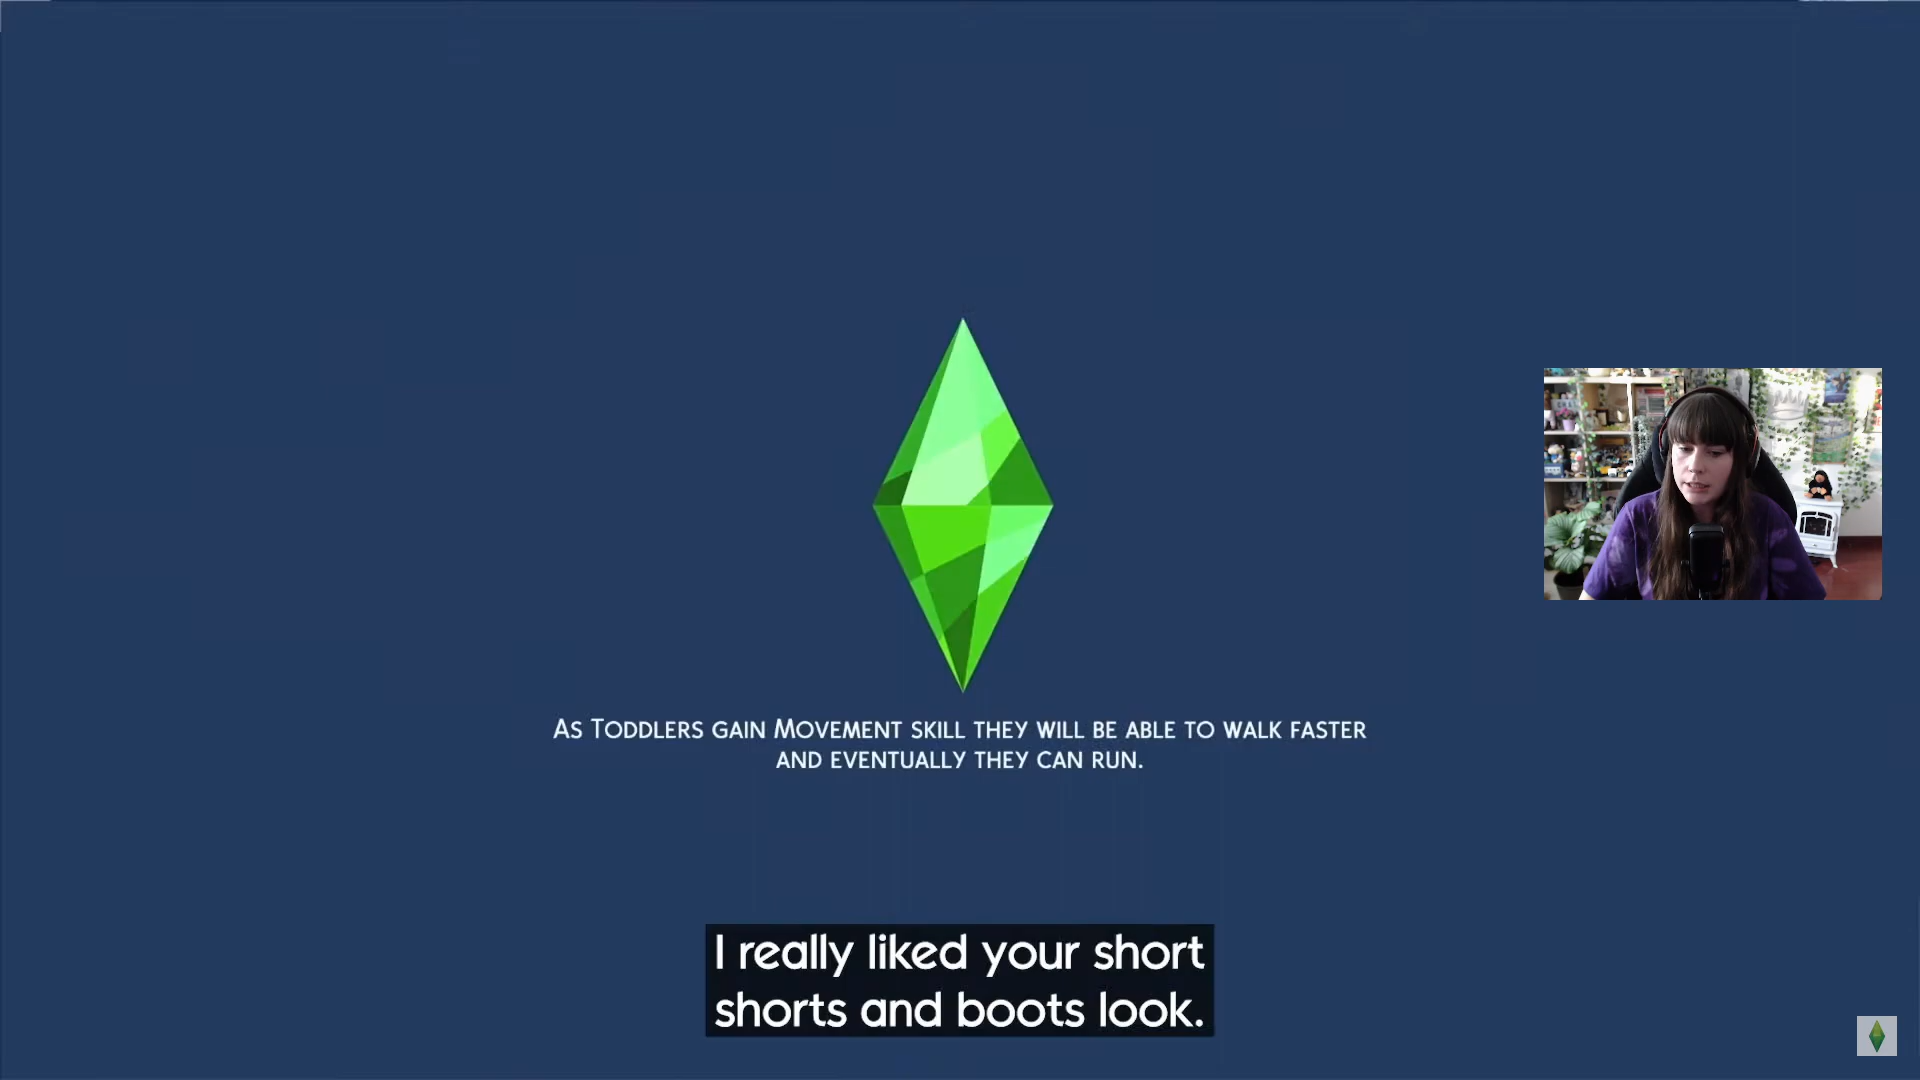 As Toddlers gain Movement skill they will be able to walk faster
and eventually they can run.
I really liked your short
shorts and boots look.